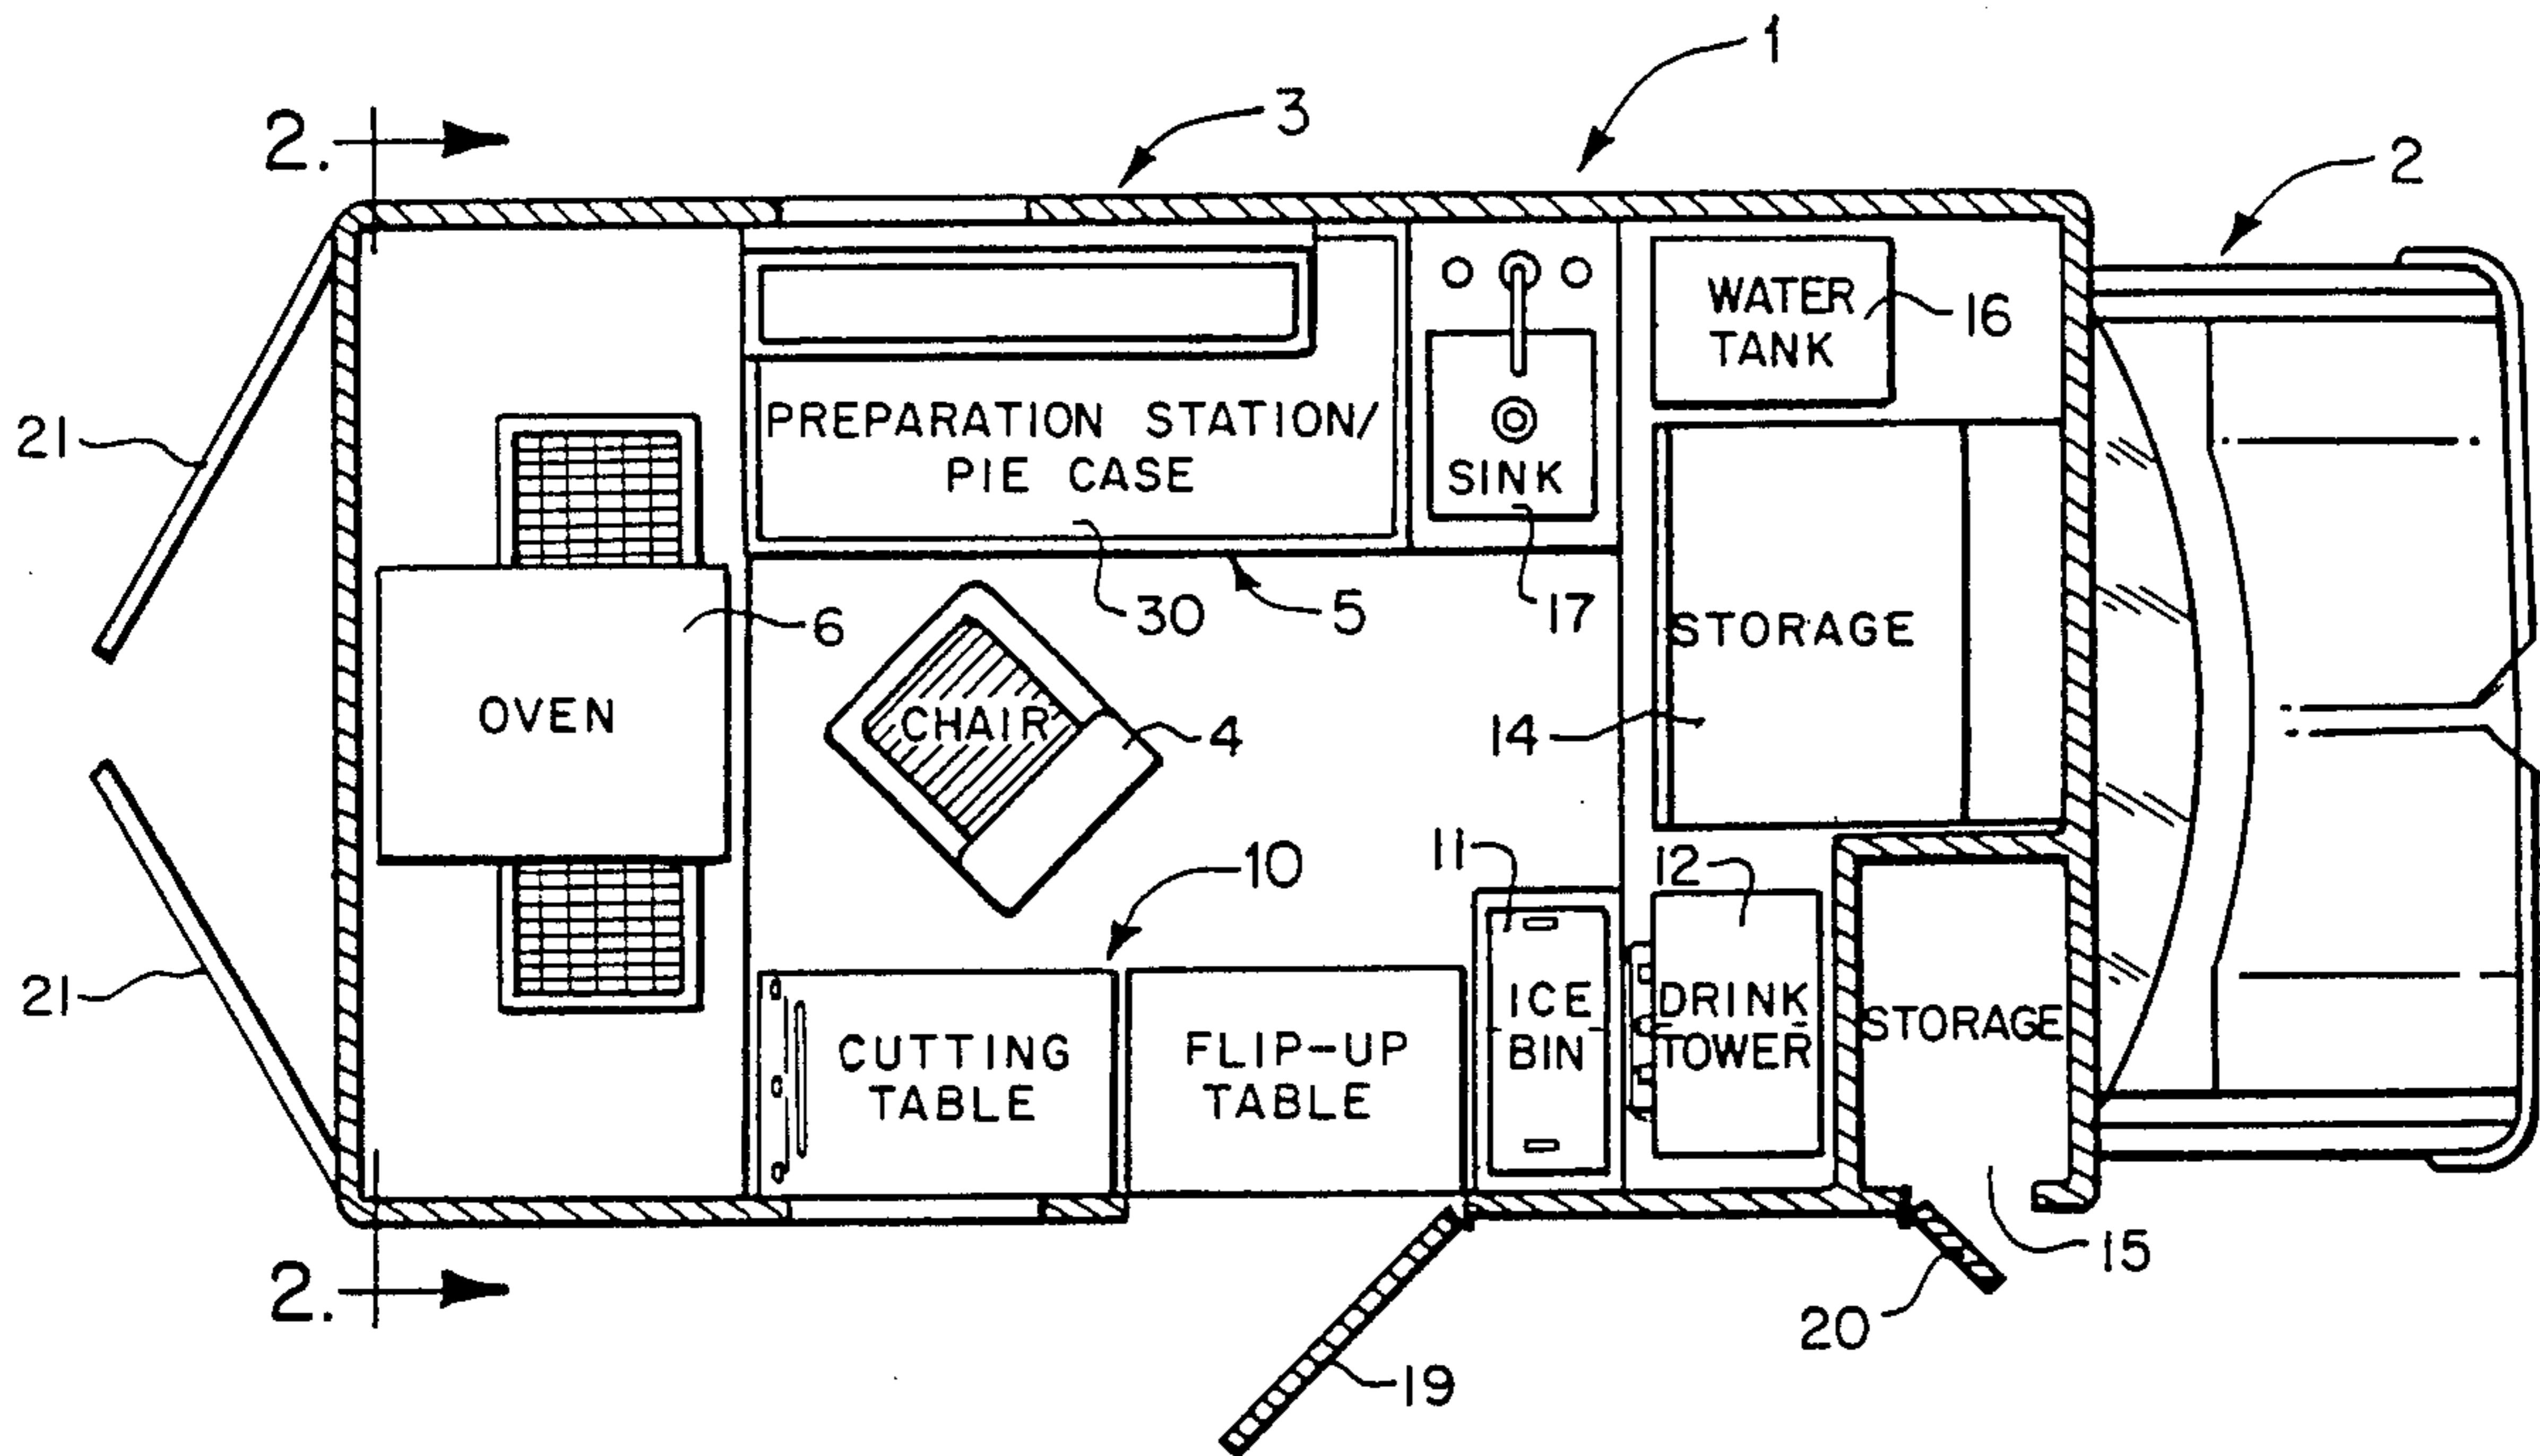 1
3
2.
2
WATER
TANK
16
PREPARATION STATION/
PIE CASE
21
SINK
30
5
17
6
STORAGE
OVEN
CHAIR
4
14
11
12
10
21
ICE
BIN
DRINK
TOWER
STORAGE
CUTTING
TABLE
FLIP-UP
TABLE
15
2.
20
19